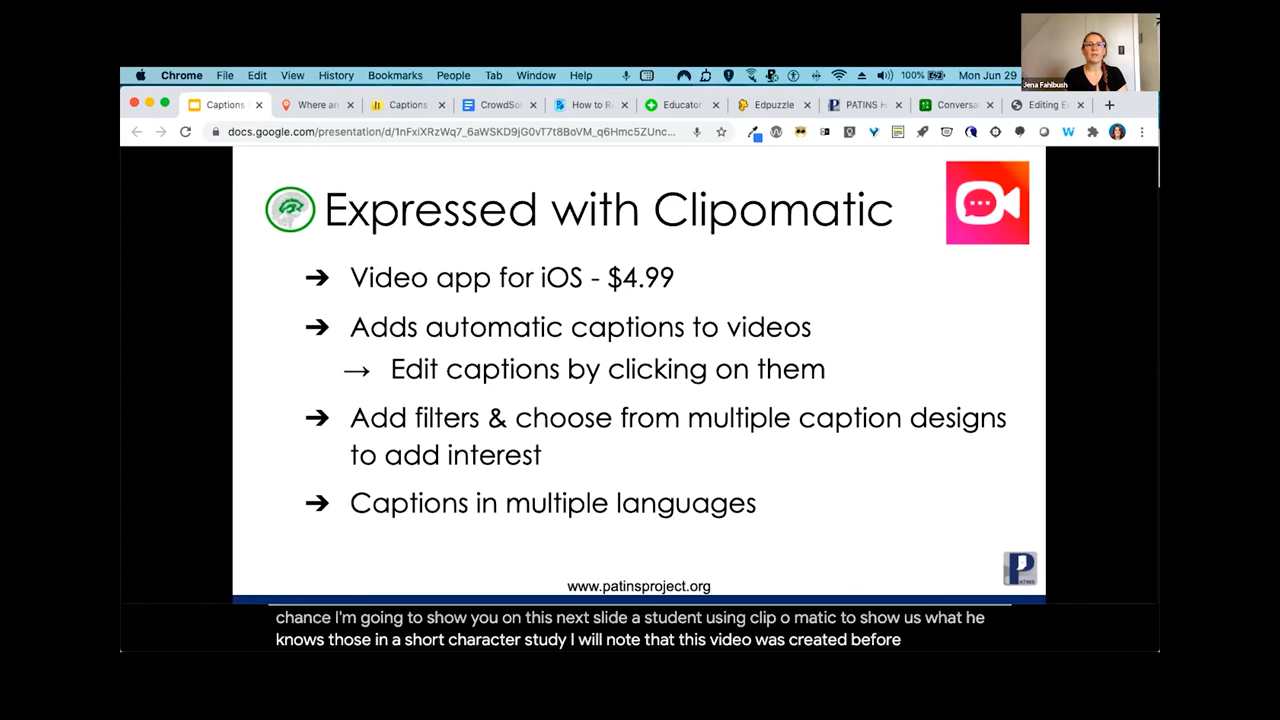 Chrome File Edit View History Bookmarks People Tab Window Help 100% Mon Jun 29
Jena Fahlbush
Captions Where an Captions CrowdSo How to R Educator Edpuzzle PATINS H Conversa Editing E
docs.google.com/presentation/d/1nFxiXRzWq7_6aWSKD9jG0vT7t8BoVM_q6Hmc5ZUnc...
Expressed with Clipomatic
➔ Video app for iOS - $4.99
➔ Adds automatic captions to videos
→ Edit captions by clicking on them
➔ Add filters & choose from multiple caption designs
to add interest
➔ Captions in multiple languages
PATINS
www.patinsproject.org
chance I'm going to show you on this next slide a student using clip o matic to show us what he
knows those in a short character study I will note that this video was created before